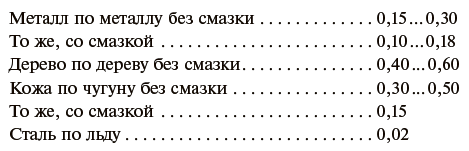 Металл по металлу без смазки . . . . . . . . . . . . . 0,15...0,30
То же, со смазкой . . . . . . . . . . . . . . . . . . . . . . . . 0,10...0,18
Дерево по дереву без смазки. . . . . . . . . . . . . . . 0,40...0,60
Кожа по чугуну без смазки . . . . . . . . . . . . . . . . 0,30...0,50
То же, со смазкой . . . . . . . . . . . . . . . . . . . . . . . . 0,15
Сталь по льду . . . . . . . . . . . . . . . . . . . . . . . . . . . . 0,02